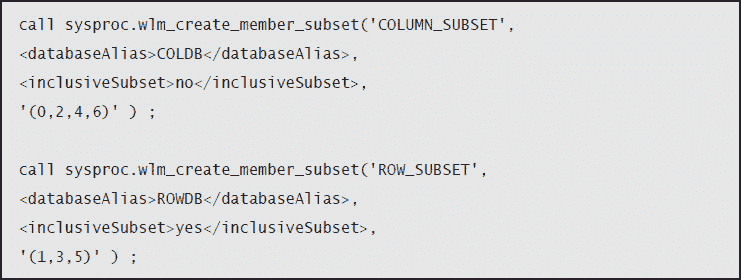 call sysproc.wlm_create_member_subset('COLUMN_SUBSET',
<databaseAlias>COLDB</databaseAlias>,
<inclusiveSubset>no</inclusiveSubset>,
'(0,2,4,6)' ) ;
call sysproc.wlm_create_member_subset('ROW_SUBSET',
<databaseAlias>ROWDB</databaseAlias>,
<inclusiveSubset>yes</inclusiveSubset>,
'(1,3,5)' ) ;